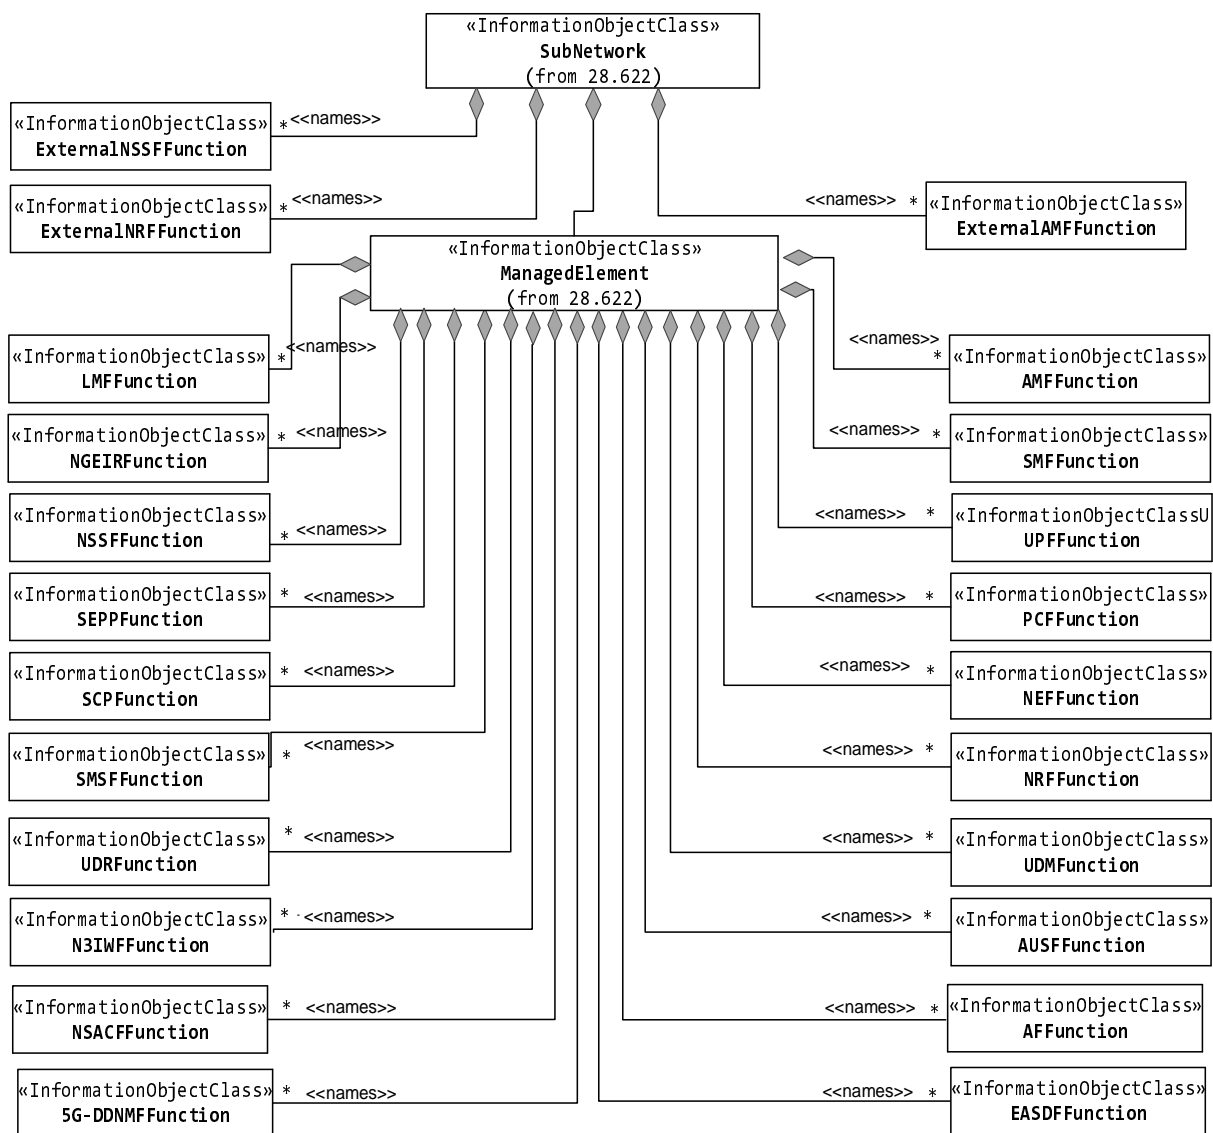 «InformationObjectClass»
SubNetwork
(from 28.622)
«InformationObjectClass»
ExternalNSSFFunction
* <<names>>
«InformationObjectClass»
ExternalNRFFunction
* <<names>>
<<names>> *
«InformationObjectClass»
ExternalAMFFunction
«InformationObjectClass»
ManagedElement
(from 28.622)
«InformationObjectClass»
LMFFunction
* <<names>>
<<names>>
*
«InformationObjectClass»
AMFFunction
«InformationObjectClass»
NGEIRFunction
* <<names>>
<<names>> *
«InformationObjectClass»
SMFFunction
«InformationObjectClass»
NSSFFunction
* <<names>>
<<names>> *
«InformationObjectClassU
UPFFunction
«InformationObjectClass»
SEPPFunction
* <<names>>
<<names>> *
«InformationObjectClass»
PCFFunction
«InformationObjectClass»
SCPFunction
* <<names>>
<<names>> *
«InformationObjectClass»
NEFFunction
«InformationObjectClass»
SMSFFunction
* <<names>>
<<names>> *
«InformationObjectClass»
NRFFunction
«InformationObjectClass»
UDRFunction
* <<names>>
<<names>> *
«InformationObjectClass»
UDMFunction
«InformationObjectClass»
N3IWFFunction
* <<names>>
<<names>> *
«InformationObjectClass»
AUSFFunction
«InformationObjectClass»
NSACFFunction
* <<names>>
<<names>> *
«InformationObjectClass»
AFFunction
«InformationObjectClass»
5G-DDNMFFunction
* <<names>>
<<names>> *
«InformationObjectClass»
EASDFFunction